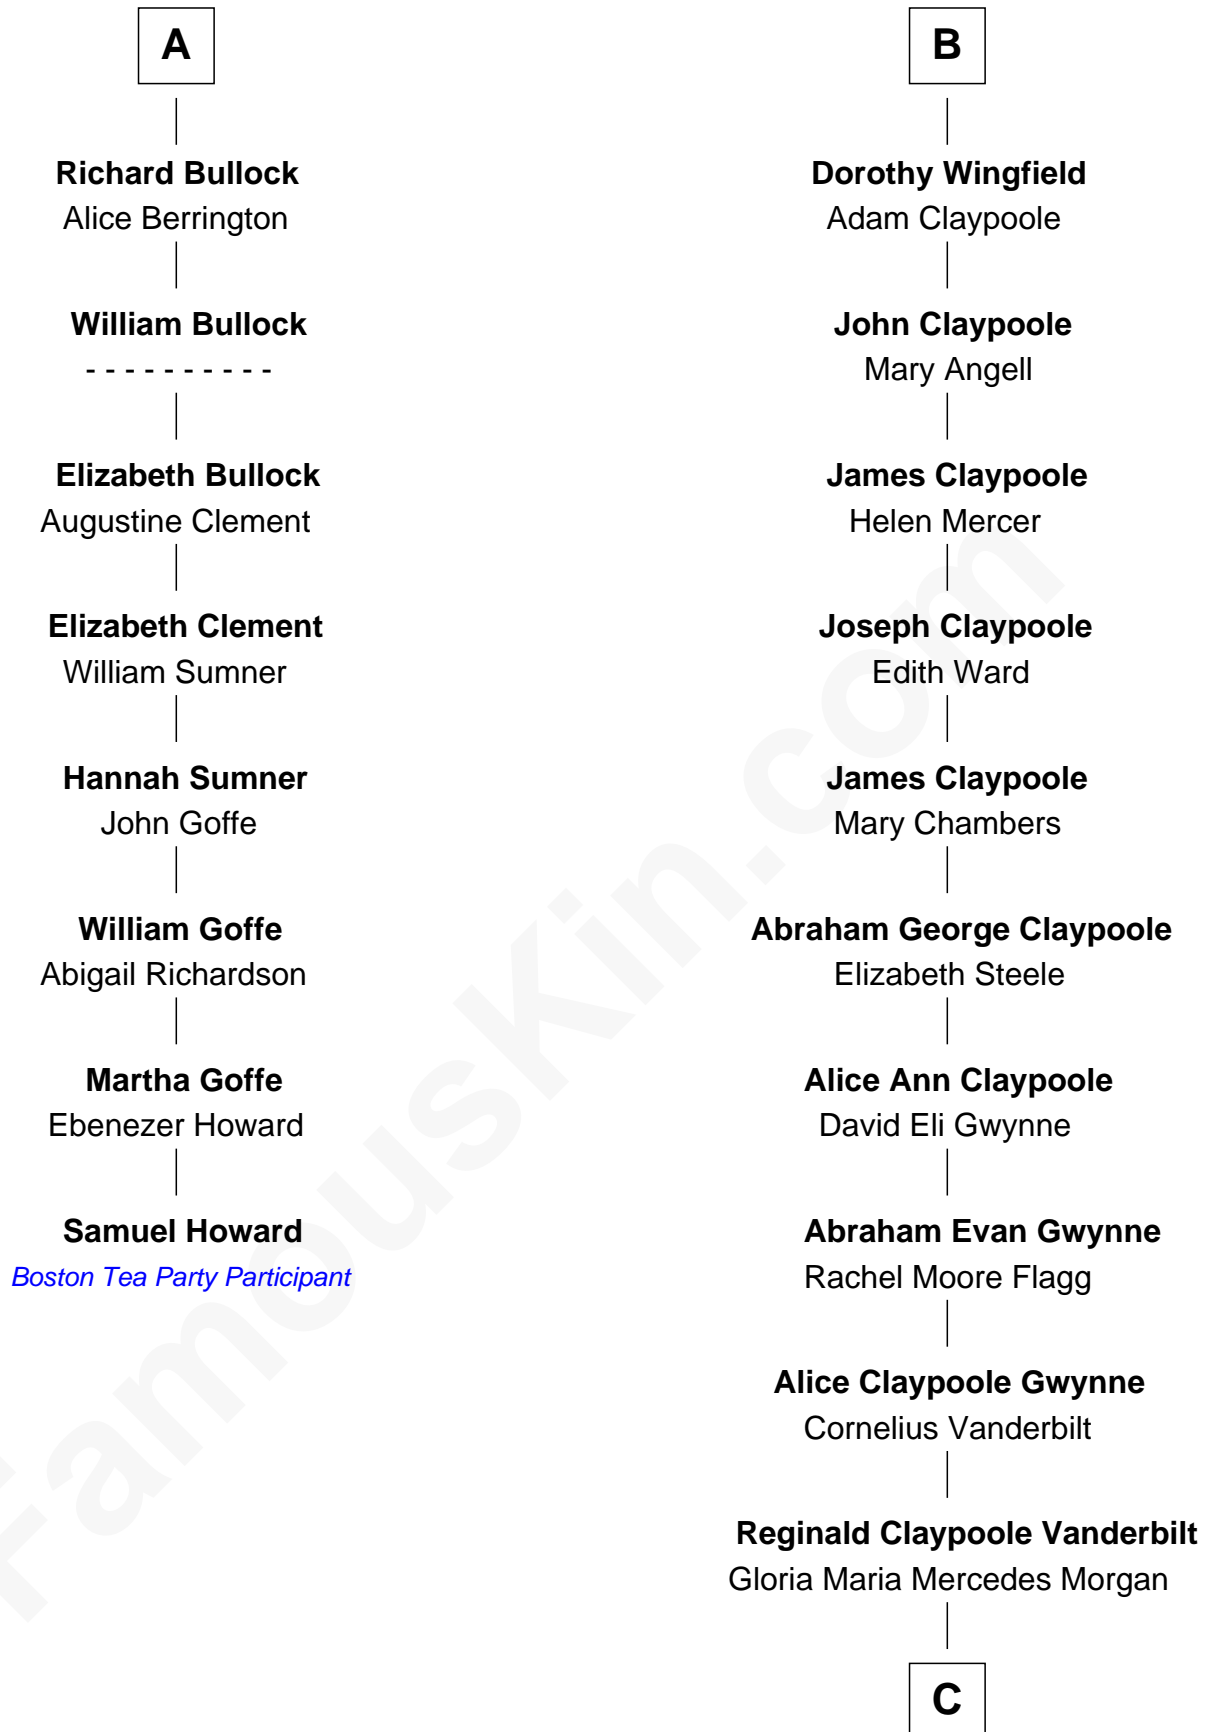 A
Richard Bullock
Alice Berrington
William Bullock
- - - - - - - - - -
Elizabeth Bullock
Augustine Clement
Elizabeth Clement
William Sumner
Hannah Sumner
John Goffe
William Goffe
Abigail Richardson
Martha Goffe
Ebenezer Howard
Samuel Howard
Boston Tea Party Participant
B
Dorothy Wingfield
Adam Claypoole
John Claypoole
Mary Angell
James Claypoole
Helen Mercer
Joseph Claypoole
Edith Ward
James Claypoole
Mary Chambers
Abraham George Claypoole
Elizabeth Steele
Alice Ann Claypoole
David Eli Gwynne
Abraham Evan Gwynne
Rachel Moore Flagg
Alice Claypoole Gwynne
Cornelius Vanderbilt
Reginald Claypoole Vanderbilt
Gloria Maria Mercedes Morgan
C
FamousKin.com